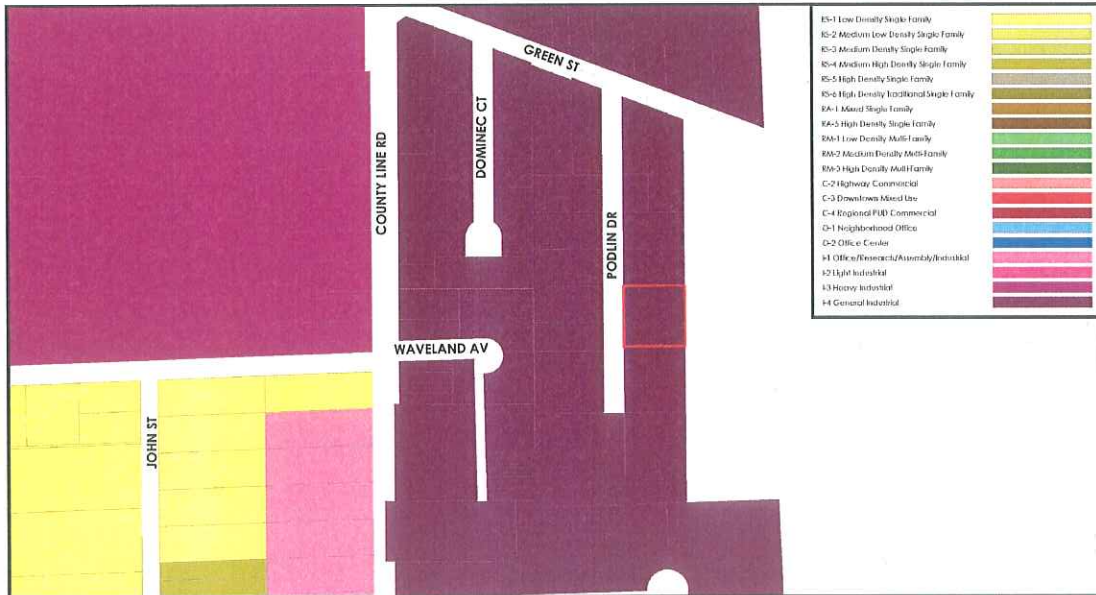 GREEN ST
DOMINEC CT
COUNTY LINE RD
PODLIN DR
WAVELAND AV
JOHN ST
RS-1 Low Density Single Family
RS-2 Medium Low Density Single Family
RS-3 Medium Density Single Family
RS-4 Medium High Density Single Family
RS-5 High Density Single Family
RS-6 High Density Traditional Single Family
RA-1 Mixed Single Family
RA-5 High Density Single Family
RM-1 Low Density Multi-Family
RM-2 Medium Density Multi-Family
RM-3 High Density Multi-Family
C-2 Highway Commercial
C-3 Downtown Mixed Use
C-4 Regional PUD Commercial
O-1 Neighborhood Office
O-2 Office Center
I-1 Office/Research/Assembly/Industrial
I-2 Light Industrial
I-3 Heavy Industrial
I-4 General Industrial